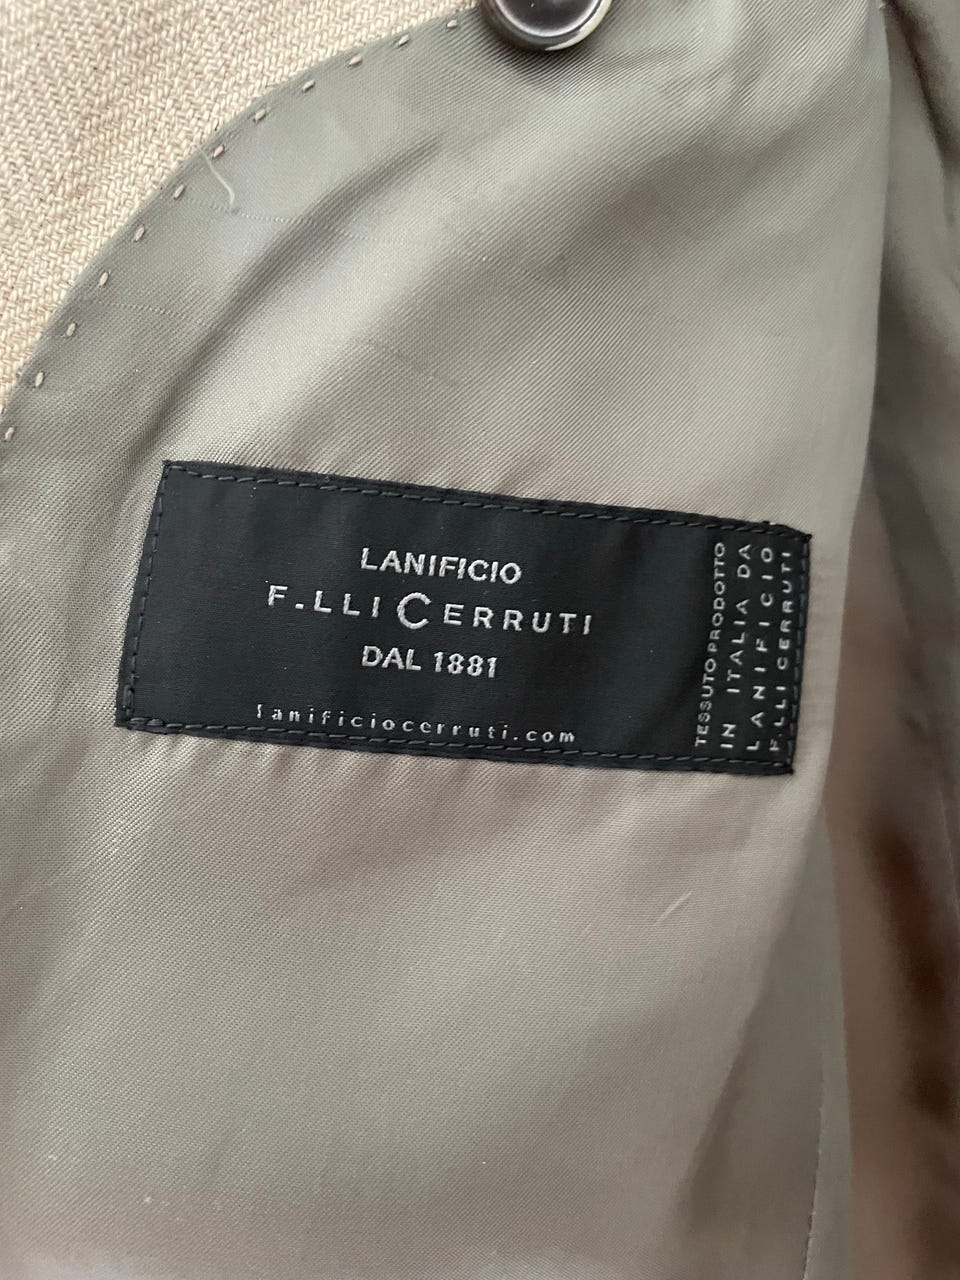 LANIFICIO
F.LLI CERRUTI
DAL 1881
lanificiocerruti.com
TESSUTO PRODOTTO
IN ITALIA DA
LANIFICIO
F.LLI CERRUTI